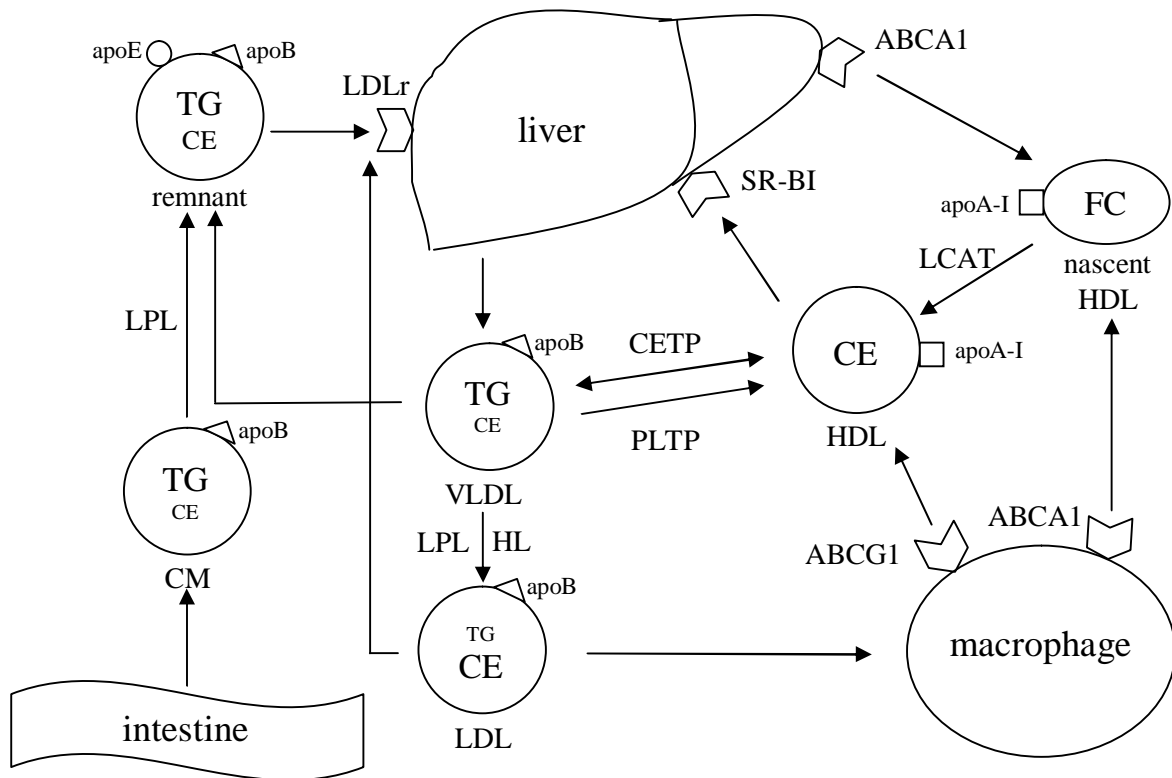 apoE
apoB
TG
CE
remnant
LDLr
liver
ABCA1
SR-BI
apoA-I
FC
nascent
HDL
LCAT
LPL
apoB
TG
CE
VLDL
CETP
PLTP
CE
apoA-I
HDL
apoB
TG
CE
CM
LPL
HL
apoB
TG
CE
LDL
ABCG1
ABCA1
macrophage
intestine